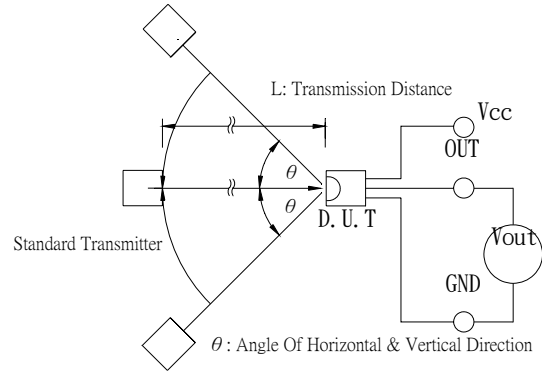 L: Transmission Distance
Vcc
OUT
θ
θ
D.U.T
Standard Transmitter
Vout
GND
θ : Angle Of Horizontal & Vertical Direction